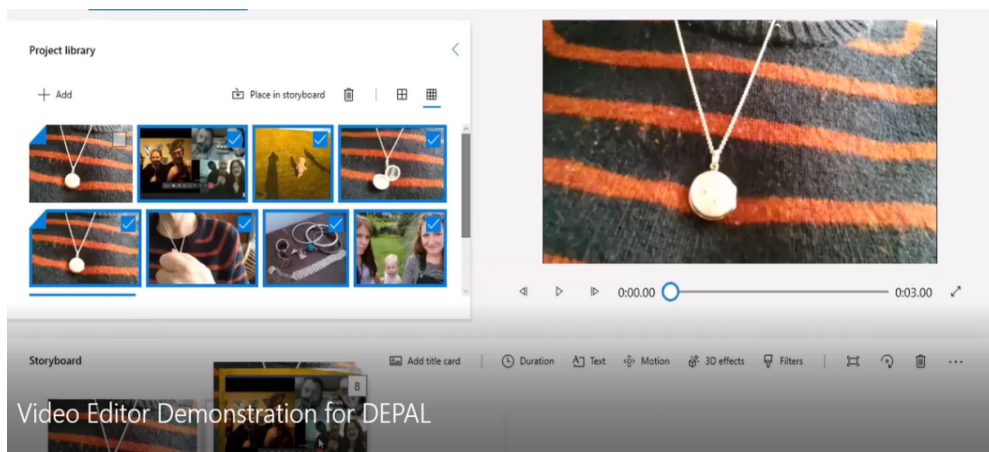 Project library
Add
Place in storyboard
0:00.00
0:03.00
Storyboard
Add title card
Duration
Text
Motion
3D effects
Filters
8
Video Editor Demonstration for DEPAL